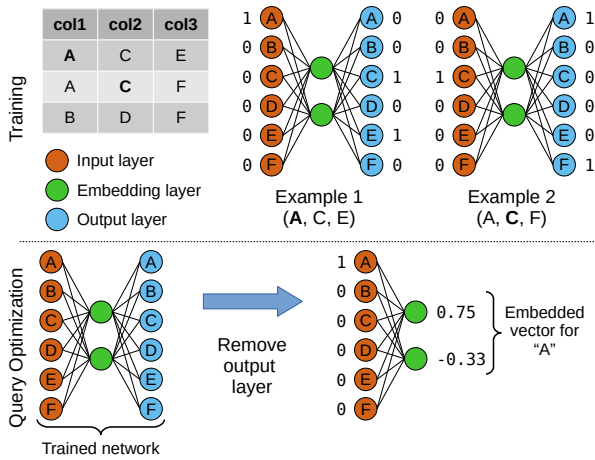 Training
col1 col2 col3
A C E
A C F
B D F
Input layer
Embedding layer
Output layer
1 A A 0
0 B B 0
0 C C 1
0 D D 0
0 E E 1
0 F F 0
Example 1
(A, C, E)
0 A A 1
0 B B 0
1 C C 0
0 D D 0
0 E E 0
0 F F 1
Example 2
(A, C, F)
Query Optimization
A A
B B
C C
D D
E E
F F
Trained network
Remove
output
layer
1 A
0 B
0 C
0 D
0 E
0 F
0.75
-0.33
Embedded
vector for
“A”